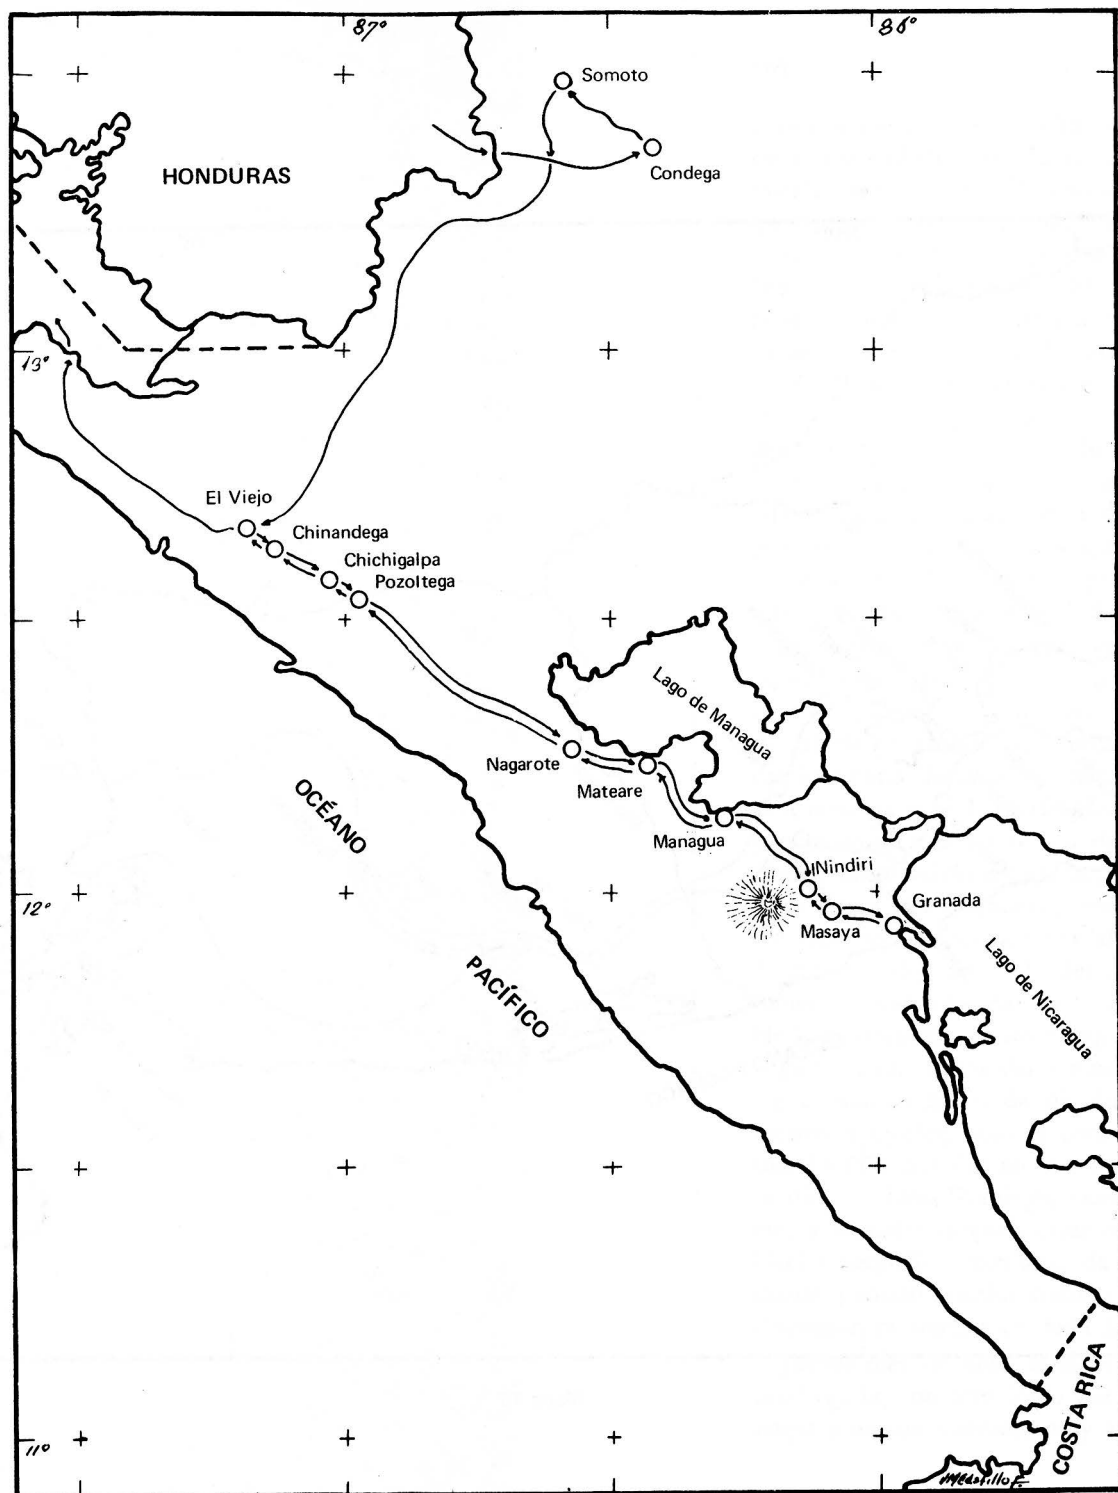 87°
86°
Somoto
Condega
HONDURAS
13°
El Viejo
Chinandega
Chichigalpa
Pozoltega
Lago de Managua
Nagarote
Mateare
OCÉANO
Managua
Nindiri
Granada
12°
Masaya
Lago de Nicaragua
PACÍFICO
COSTA RICA
11°